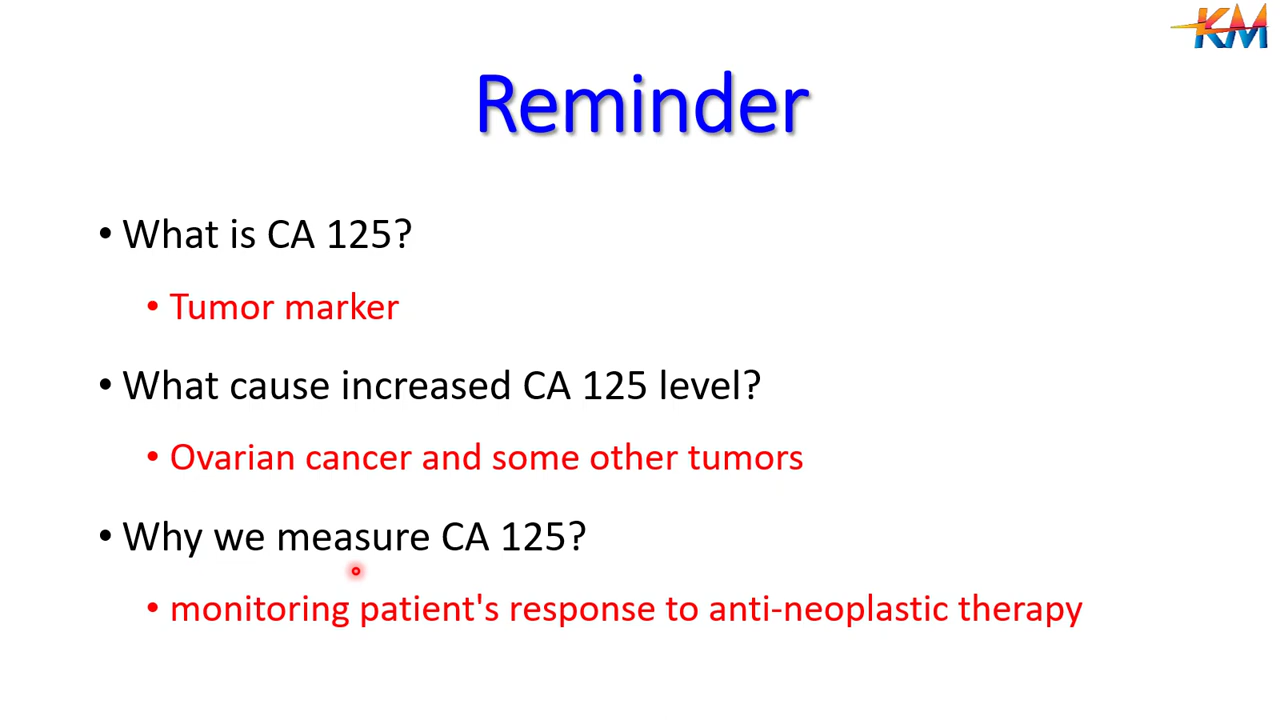 KM
Reminder
• What is CA 125?
• Tumor marker
• What cause increased CA 125 level?
• Ovarian cancer and some other tumors
• Why we measure CA 125?
• monitoring patient's response to anti-neoplastic therapy